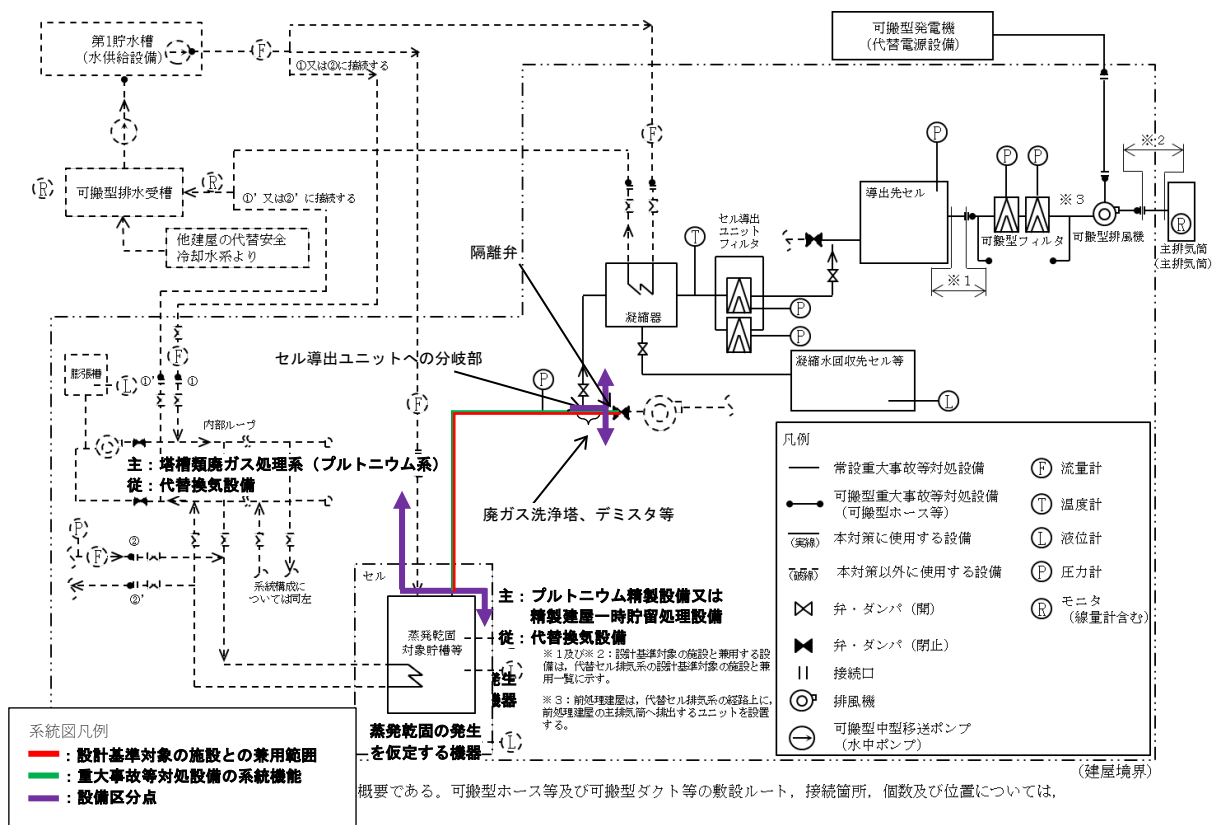 第1貯水槽
(水供給設備)
F
①又は②に接続する
可搬型発電機
(代替電源設備)
F
P
P
P
※2
R
可搬型排水受槽
R
①’又は②’に接続する
他建屋の代替安全
冷却水系より
導出先セル
※3
R
可搬型フィルタ
可搬型排風機
主排気筒
(主排気筒)
※1
セル導出
ユニット
フィルタ
T
隔離弁
凝縮器
P
P
セル導出ユニットへの分岐部
凝縮水回収先セル等
L
F
膨張槽
L
①’
①
P
F
内部ループ
主：塔槽類廃ガス処理系（プルトニウム系）
従：代替換気設備
廃ガス洗浄塔、デミスタ等
P
F
②
②’
系統構成に
ついては同左
セル
蒸発乾固
対象貯槽等
主：プルトニウム精製設備又は
精製建屋一時貯留処理設備
従：代替換気設備
※1及び※2：設計基準対象の施設と兼用する設
備は，代替セル排気系の設計基準対象の施設と兼
用一覧に示す。
発生
機器
※3：前処理建屋は，代替セル排気系の経路上に，
前処理建屋の主排気筒へ排出するユニットを設置
する。
蒸発乾固の発生
を仮定する機器
L
凡例
常設重大事故等対処設備
可搬型重大事故等対処設備
(可搬型ホース等)
(実線)
本対策に使用する設備
(破線)
本対策以外に使用する設備
弁・ダンパ（開）
弁・ダンパ（閉止）
接続口
排風機
可搬型中型移送ポンプ
(水中ポンプ)
F 流量計
T 温度計
L 液位計
P 圧力計
R モニタ
(線量計含む)
(建屋境界)
系統図凡例
：設計基準対象の施設との兼用範囲
：重大事故等対処設備の系統機能
：設備区分点
概要である。可搬型ホース等及び可搬型ダクト等の敷設ルート，接続箇所，個数及び位置については，